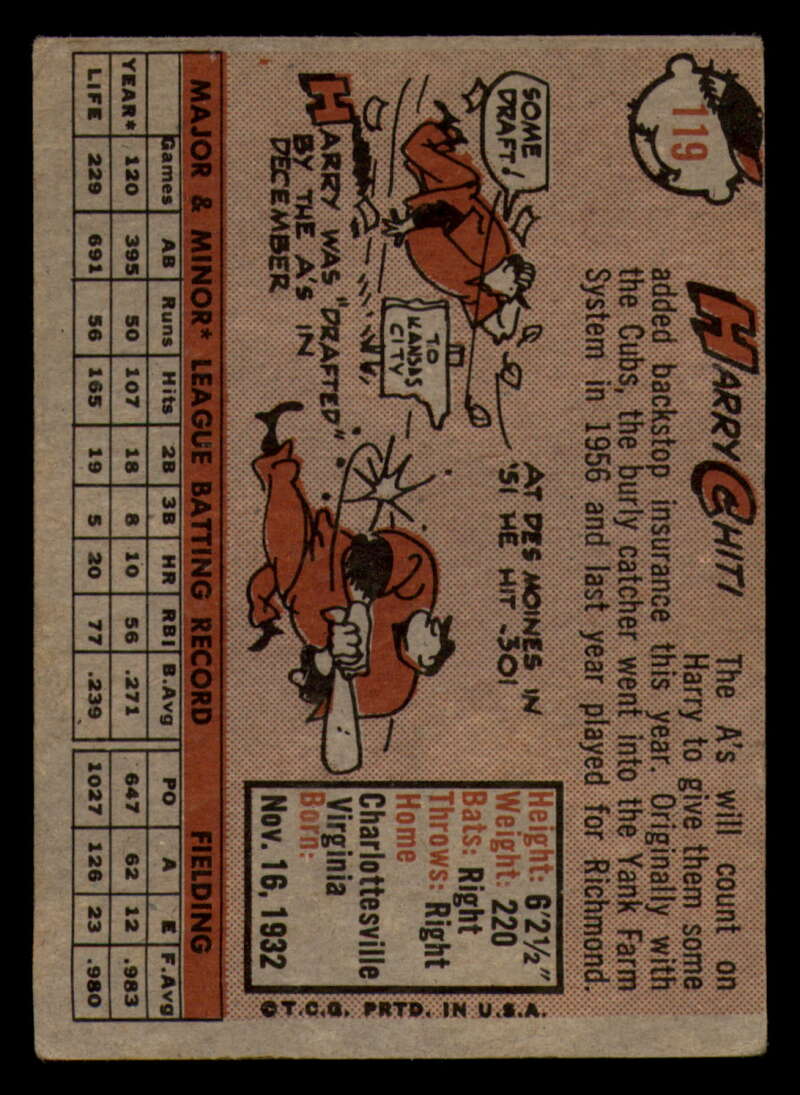 119
HARRY CHITI
The A's will count on
Harry to give them some
added backstop insurance this year. Originally with
the Cubs, the burly catcher went into the Yank Farm
System in 1956 and last year played for Richmond.
SOME
DRAFT!
TO
KANSAS
CITY
HARRY WAS "DRAFTED"
BY THE A'S IN
DECEMBER
AT DES MOINES IN
'51 HE HIT .301
Height: 6'2½"
Weight: 220
Bats: Right
Throws: Right
Home
Charlottesville
Virginia
Born:
Nov. 16, 1932
©T.C.G. PRTD. IN U.S.A.
MAJOR & MINOR* LEAGUE BATTING RECORD FIELDING
Games AB Runs Hits 2B 3B HR RBI B.Avg PO A E F.Avg
YEAR* 120 395 50 107 18 8 10 56 .271 647 62 12 .983
LIFE 229 691 56 165 19 5 20 77 .239 1027 126 23 .980